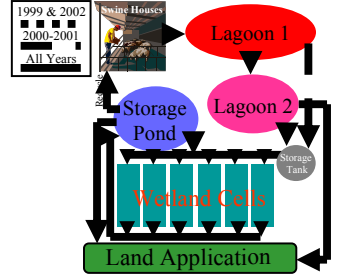 1999 & 2002
2000-2001
All Years
Swine Houses
Lagoon 1
Lagoon 2
Recycle
Storage
Pond
Storage
Tank
Wetland Cells
Land Application